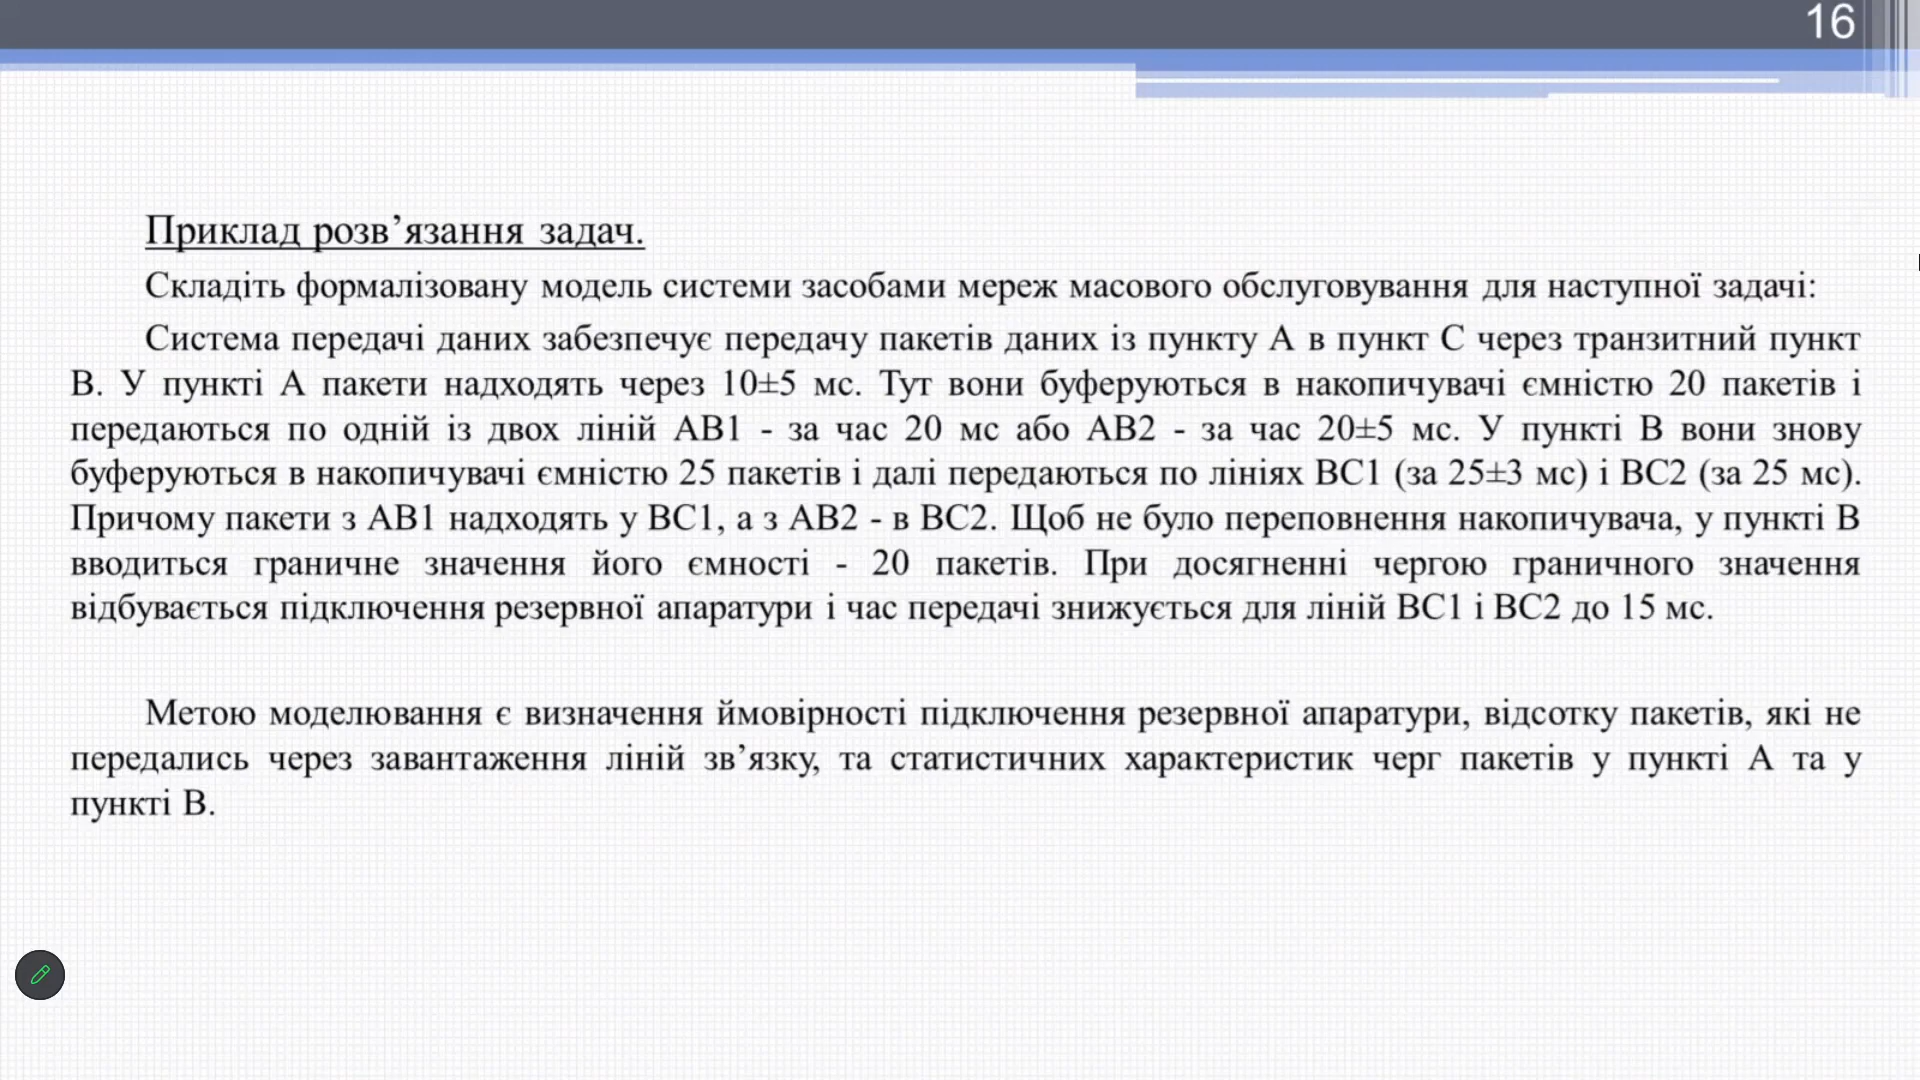 16
Приклад розв’язання задач.
Складіть формалізовану модель системи засобами мереж масового обслуговування для наступної задачі:
Система передачі даних забезпечує передачу пакетів даних із пункту А в пункт С через транзитний пункт
В. У пункті А пакети надходять через 10±5 мс. Тут вони буферуються в накопичувачі ємністю 20 пакетів і
передаються по одній із двох ліній АВ1 - за час 20 мс або АВ2 - за час 20±5 мс. У пункті В вони знову
буферуються в накопичувачі ємністю 25 пакетів і далі передаються по лініях ВС1 (за 25±3 мс) і ВС2 (за 25 мс).
Причому пакети з АВ1 надходять у ВС1, а з АВ2 - в ВС2. Щоб не було переповнення накопичувача, у пункті В
вводиться граничне значення його ємності - 20 пакетів. При досягненні чергою граничного значення
відбувається підключення резервної апаратури і час передачі знижується для ліній ВС1 і ВС2 до 15 мс.
Метою моделювання є визначення ймовірності підключення резервної апаратури, відсотку пакетів, які не
передались через завантаження ліній зв’язку, та статистичних характеристик черг пакетів у пункті А та у
пункті В.